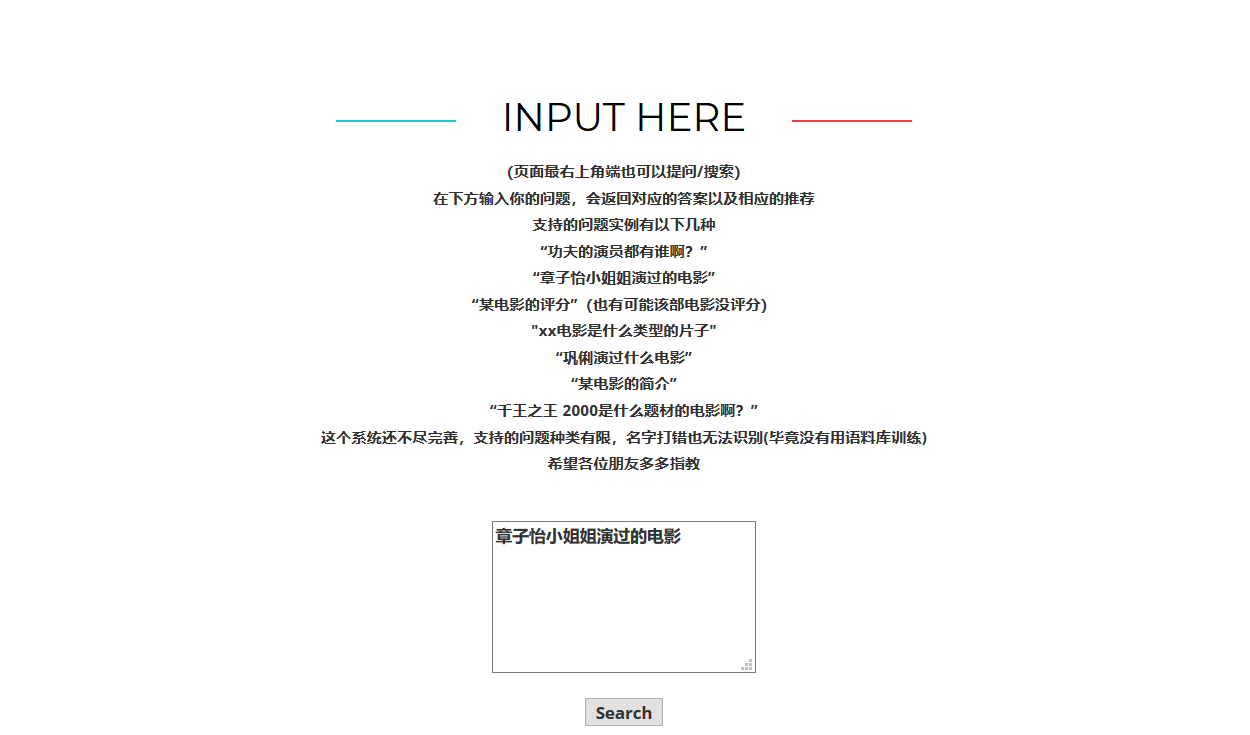 INPUT HERE
(页面最右上角端也可以提问/搜索)
在下方输入你的问题，会返回对应的答案以及相应的推荐
支持的问题实例有以下几种
“功夫的演员都有谁啊？”
“章子怡小姐姐演过的电影”
“某电影的评分”（也有可能该部电影没评分）
"xx电影是什么类型的片子"
“巩俐演过什么电影”
“某电影的简介”
“千王之王 2000是什么题材的电影啊？”
这个系统还不尽完善，支持的问题种类有限，名字打错也无法识别(毕竟没有用语料库训练)
希望各位朋友多多指教
章子怡小姐姐演过的电影
Search